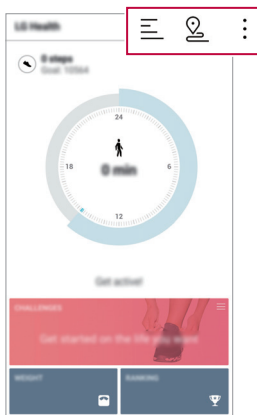 LG Health
0 steps
Goal: 10564
24
18
0 min
6
12
Get active!
CHALLENGES
Get started on the life you want
WEIGHT
RANKING